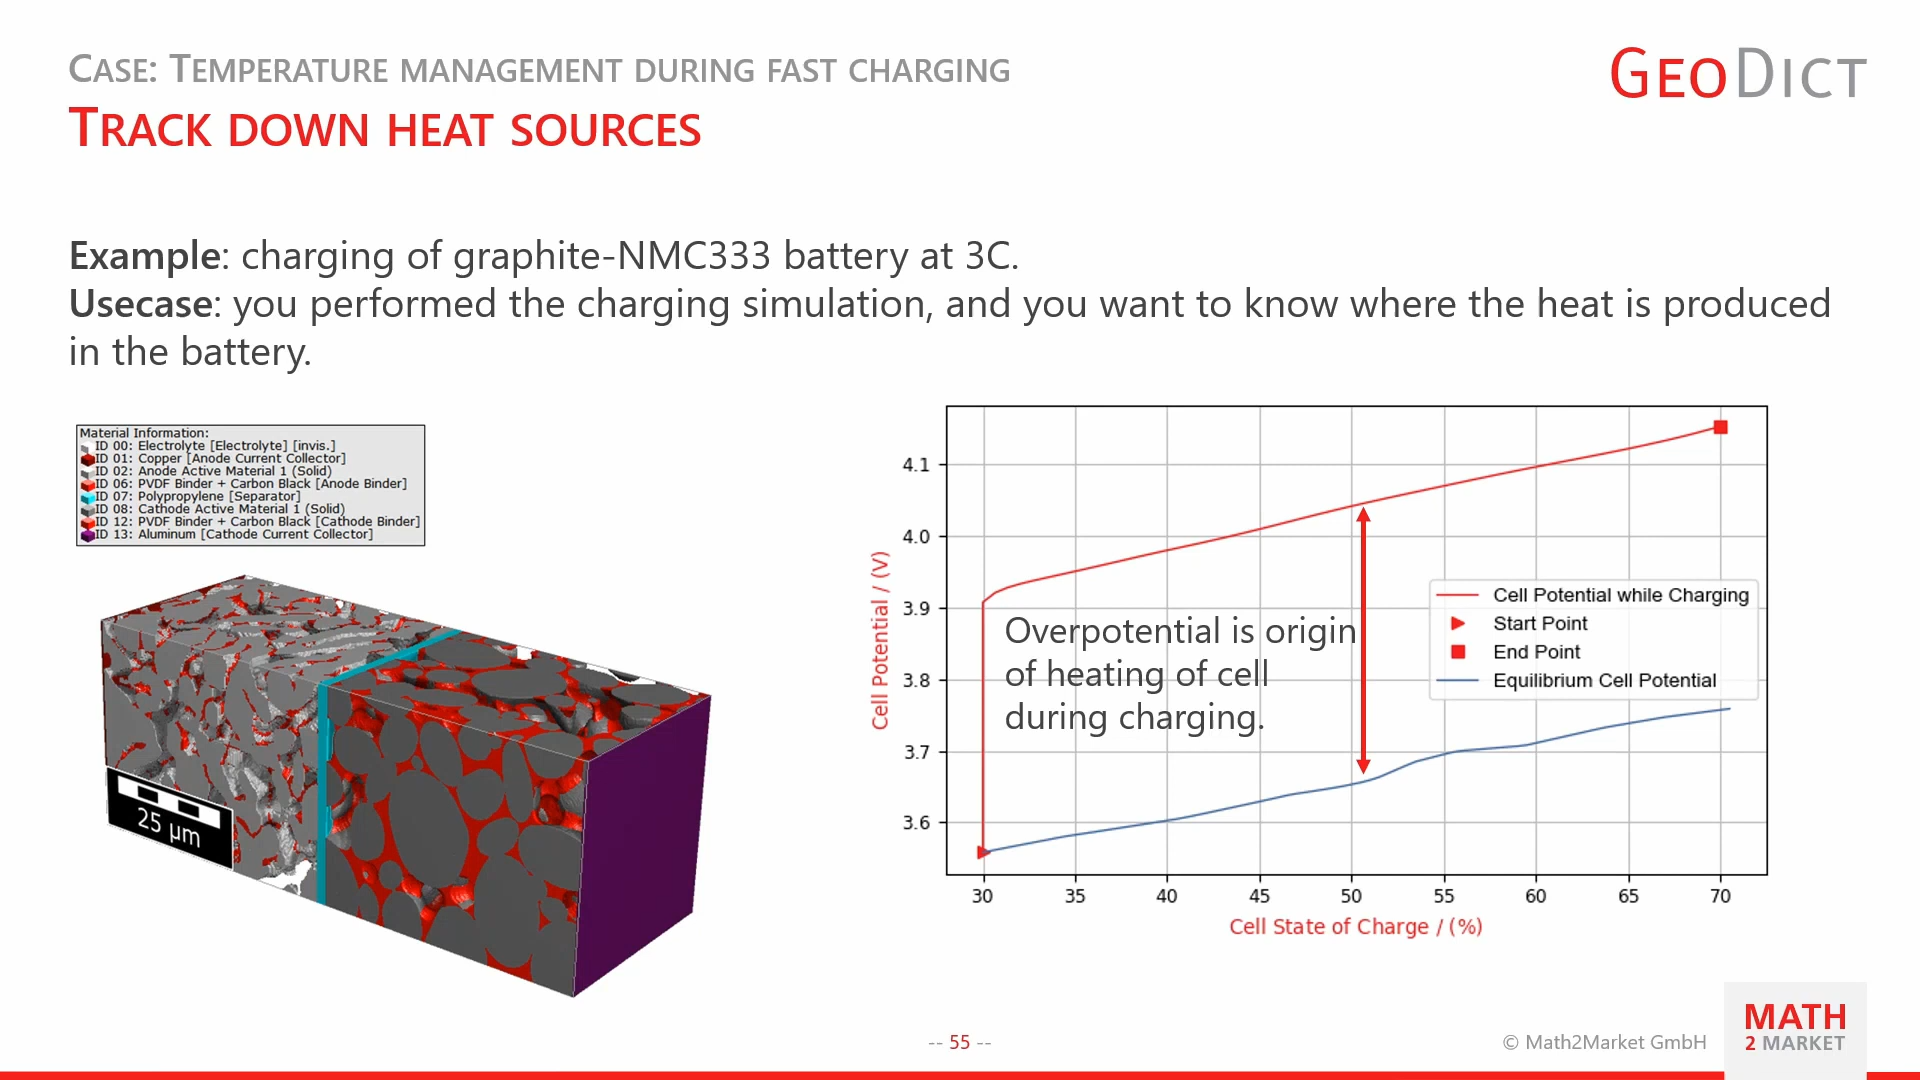 CASE: TEMPERATURE MANAGEMENT DURING FAST CHARGING
TRACK DOWN HEAT SOURCES
GEODICT
Example: charging of graphite-NMC333 battery at 3C.
Usecase: you performed the charging simulation, and you want to know where the heat is produced
in the battery.
Material Information:
ID 00: Electrolyte [Electrolyte] [invis.]
ID 01: Copper [Anode Current Collector]
ID 02: Anode Active Material 1 (Solid)
ID 06: PVDF Binder + Carbon Black [Anode Binder]
ID 07: Polypropylene [Separator]
ID 08: Cathode Active Material 1 (Solid)
ID 12: PVDF Binder + Carbon Black [Cathode Binder]
ID 13: Aluminum [Cathode Current Collector]
25 µm
Cell Potential / (V)
4.1
4.0
3.9
3.8
3.7
3.6
Overpotential is origin
of heating of cell
during charging.
Cell Potential while Charging
Start Point
End Point
Equilibrium Cell Potential
30 35 40 45 50 55 60 65 70
Cell State of Charge / (%)
-- 55 --
© Math2Market GmbH
MATH
2 MARKET